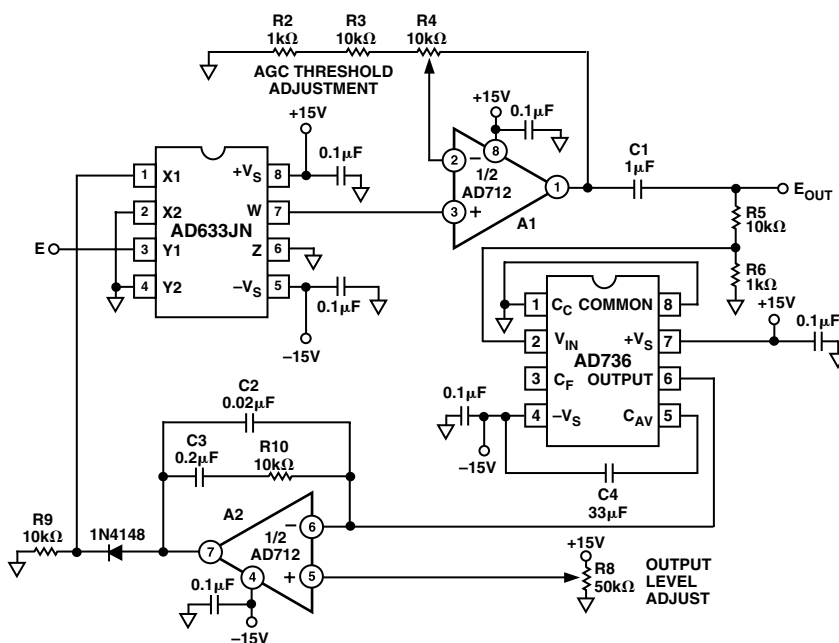 R2
1kΩ
R3
10kΩ
R4
10kΩ
AGC THRESHOLD
ADJUSTMENT
+15V
0.1µF
+15V
0.1µF
C1
1µF
1 X1
2 X2
3 Y1
4 Y2
AD633JN
+VS 8
W 7
Z 6
–VS 5
E
0.1µF
–15V
2 –
3 +
8
1
1/2
AD712
A1
EOUT
R5
10kΩ
R6
1kΩ
1 CC COMMON 8
2 VIN +VS 7
AD736
3 CF OUTPUT 6
4 –VS CAV 5
+15V
0.1µF
0.1µF
–15V
C4
33µF
C2
0.02µF
C3
0.2µF
R10
10kΩ
R9
10kΩ
1N4148
A2
7
– 6
1/2
AD712
+ 5
4
0.1µF
–15V
+15V
R8
50kΩ
OUTPUT
LEVEL
ADJUST